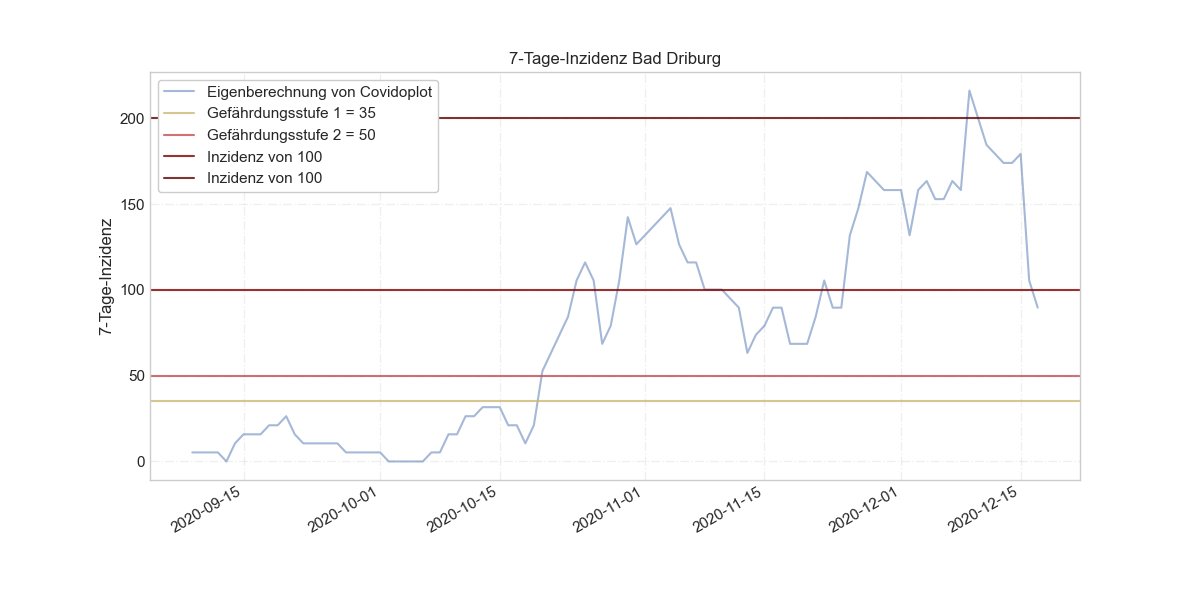 7-Tage-Inzidenz Bad Driburg
Eigenberechnung von Covidoplot
Gefährdungsstufe 1 = 35
Gefährdungsstufe 2 = 50
Inzidenz von 100
Inzidenz von 100
7-Tage-Inzidenz
200
150
100
50
0
2020-09-15
2020-10-01
2020-10-15
2020-11-01
2020-11-15
2020-12-01
2020-12-15